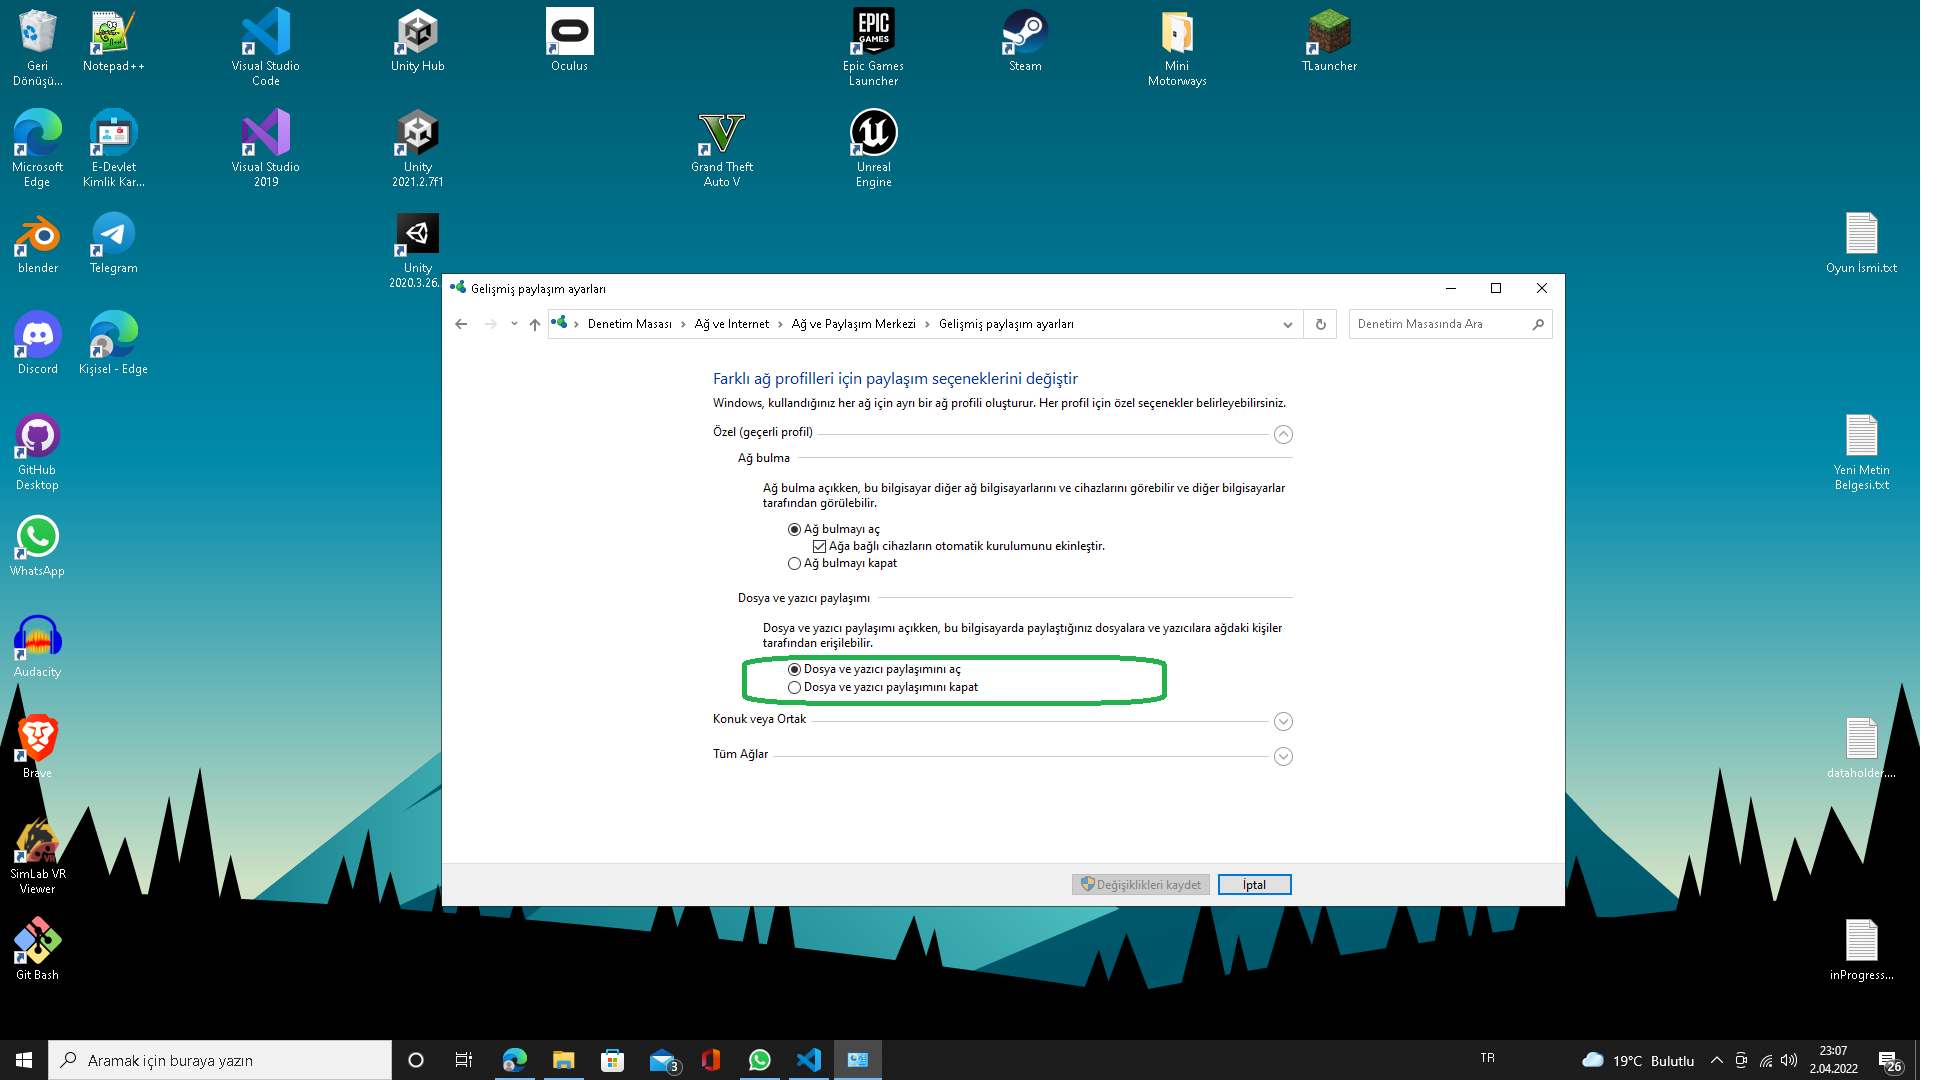 Geri
Dönüşü...
Notepad++
Visual Studio
Code
Unity Hub
Oculus
EPIC
GAMES
Epic Games
Launcher
Steam
Mini
Motorways
TLauncher
Microsoft
Edge
E-Devlet
Kimlik Kar...
Visual Studio
2019
Unity
2021.2.7f1
Grand Theft
Auto V
Unreal
Engine
blender
Telegram
Unity
2020.3.26...
Oyun İsmi.txt
Discord
Kişisel - Edge
GitHub
Desktop
Yeni Metin
Belgesi.txt
WhatsApp
Audacity
Brave
dataholder....
VR
SimLab VR
Viewer
Git Bash
inProgress...
Gelişmiş paylaşım ayarları
Denetim Masası > Ağ ve Internet > Ağ ve Paylaşım Merkezi > Gelişmiş paylaşım ayarları
Denetim Masasında Ara
Farklı ağ profilleri için paylaşım seçeneklerini değiştir
Windows, kullandığınız her ağ için ayrı bir ağ profili oluşturur. Her profil için özel seçenekler belirleyebilirsiniz.
Özel (geçerli profil)
Ağ bulma
Ağ bulma açıkken, bu bilgisayar diğer ağ bilgisayarlarını ve cihazlarını görebilir ve diğer bilgisayarlar
tarafından görülebilir.
Ağ bulmayı aç
Ağa bağlı cihazların otomatik kurulumunu ekinleştir.
Ağ bulmayı kapat
Dosya ve yazıcı paylaşımı
Dosya ve yazıcı paylaşımı açıkken, bu bilgisayarda paylaştığınız dosyalara ve yazıcılara ağdaki kişiler
tarafından erişilebilir.
Dosya ve yazıcı paylaşımını aç
Dosya ve yazıcı paylaşımını kapat
Konuk veya Ortak
Tüm Ağlar
Değişiklikleri kaydet
İptal
Aramak için buraya yazın
3
TR
19°C Bulutlu
23:07
2.04.2022
26